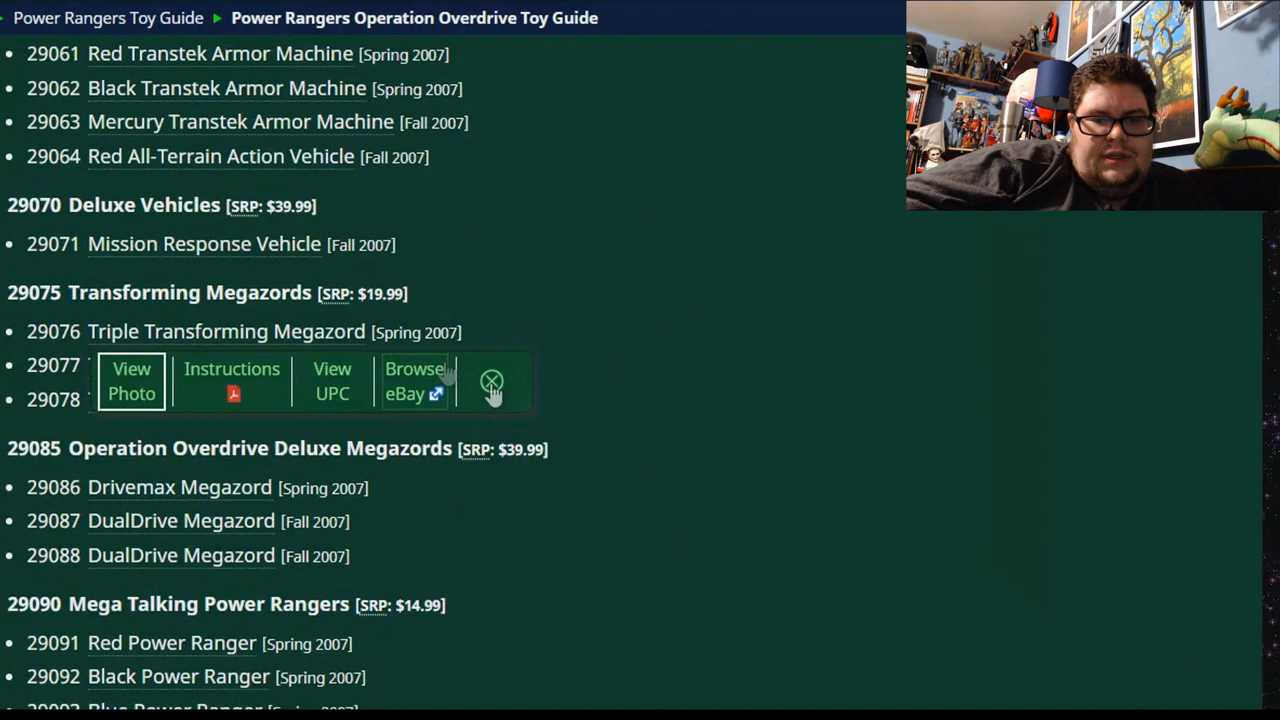 Power Rangers Toy Guide ▶ Power Rangers Operation Overdrive Toy Guide
• 29061 Red Transtek Armor Machine [Spring 2007]
• 29062 Black Transtek Armor Machine [Spring 2007]
• 29063 Mercury Transtek Armor Machine [Fall 2007]
• 29064 Red All-Terrain Action Vehicle [Fall 2007]
29070 Deluxe Vehicles [SRP: $39.99]
• 29071 Mission Response Vehicle [Fall 2007]
29075 Transforming Megazords [SRP: $19.99]
• 29076 Triple Transforming Megazord [Spring 2007]
• 29077
• 29078
View Photo
Instructions
View UPC
Browse eBay
29085 Operation Overdrive Deluxe Megazords [SRP: $39.99]
• 29086 Drivemax Megazord [Spring 2007]
• 29087 DualDrive Megazord [Fall 2007]
• 29088 DualDrive Megazord [Fall 2007]
29090 Mega Talking Power Rangers [SRP: $14.99]
• 29091 Red Power Ranger [Spring 2007]
• 29092 Black Power Ranger [Spring 2007]